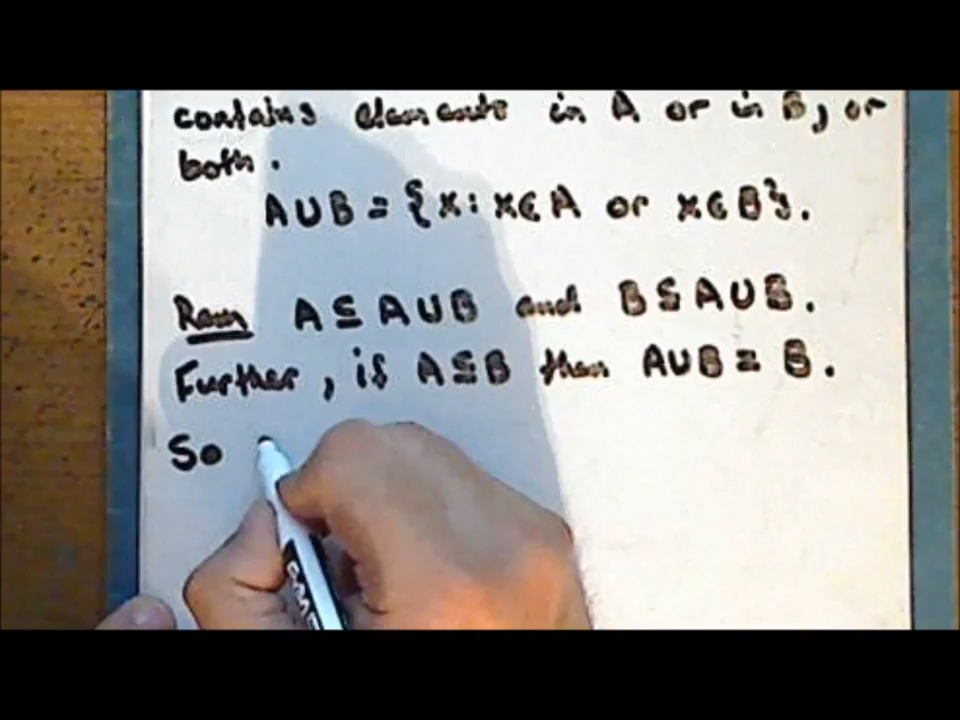 contains elements in A or in B, or
both.
A∪B = {x : x∈A or x∈B}.
Rem A⊆A∪B and B⊆A∪B.
Further, if A⊆B then A∪B = B.
So